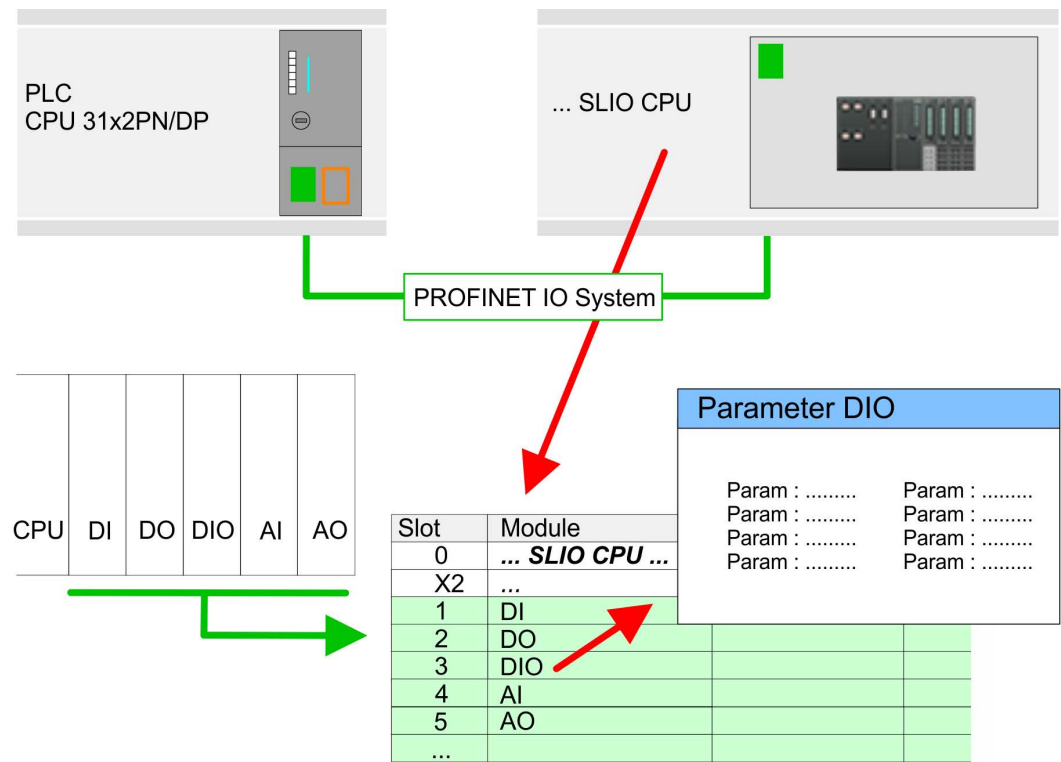 PLC
CPU 31x2PN/DP
... SLIO CPU
PROFINET IO System
CPU DI DO DIO AI AO
Parameter DIO
Param : ......... Param : .........
Param : ......... Param : .........
Param : ......... Param : .........
Param : ......... Param : .........
Slot Module
0 ... SLIO CPU ...
X2 ...
1 DI
2 DO
3 DIO
4 AI
5 AO
...